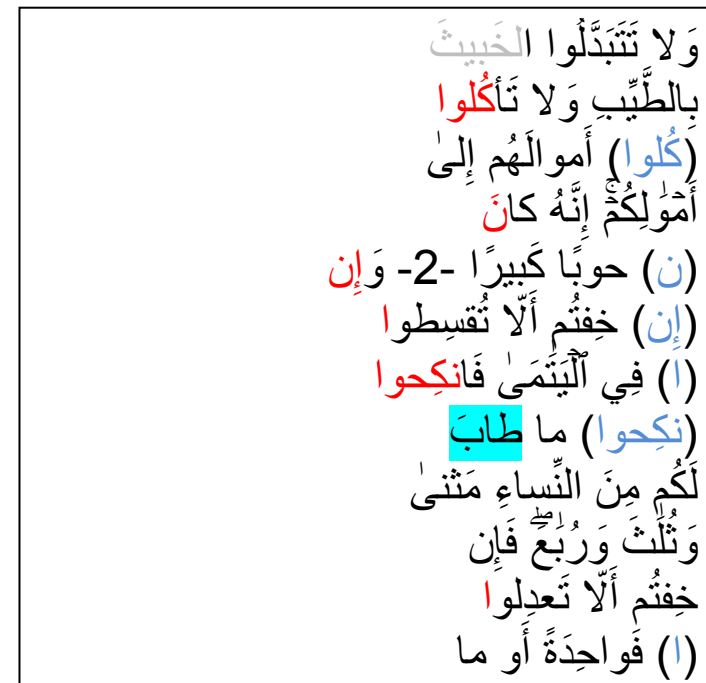 وَلا تَتَبَدَّلُوا الخَبيثَ
بِالطَّيِّبِ وَلا تَأكُلوا
(كُلوا) أَموالَهُم إِلىٰ
أَمۡوَٰلِكُمۡۚ إِنَّهُ كانَ
(ن) حوبًا كَبيرًا -2- وَإِن
(إِن) خِفتُم أَلّا تُقسِطوا
(ا) فِي ٱلۡيَتَٰمَىٰ فَانكِحوا
(نكِحوا) ما طابَ
لَكُم مِنَ النِّساءِ مَثنىٰ
وَثُلَٰثَ وَرُبَٰعَۖ فَإِن
خِفتُم أَلّا تَعدِلوا
(ا) فَواحِدَةً أَو ما